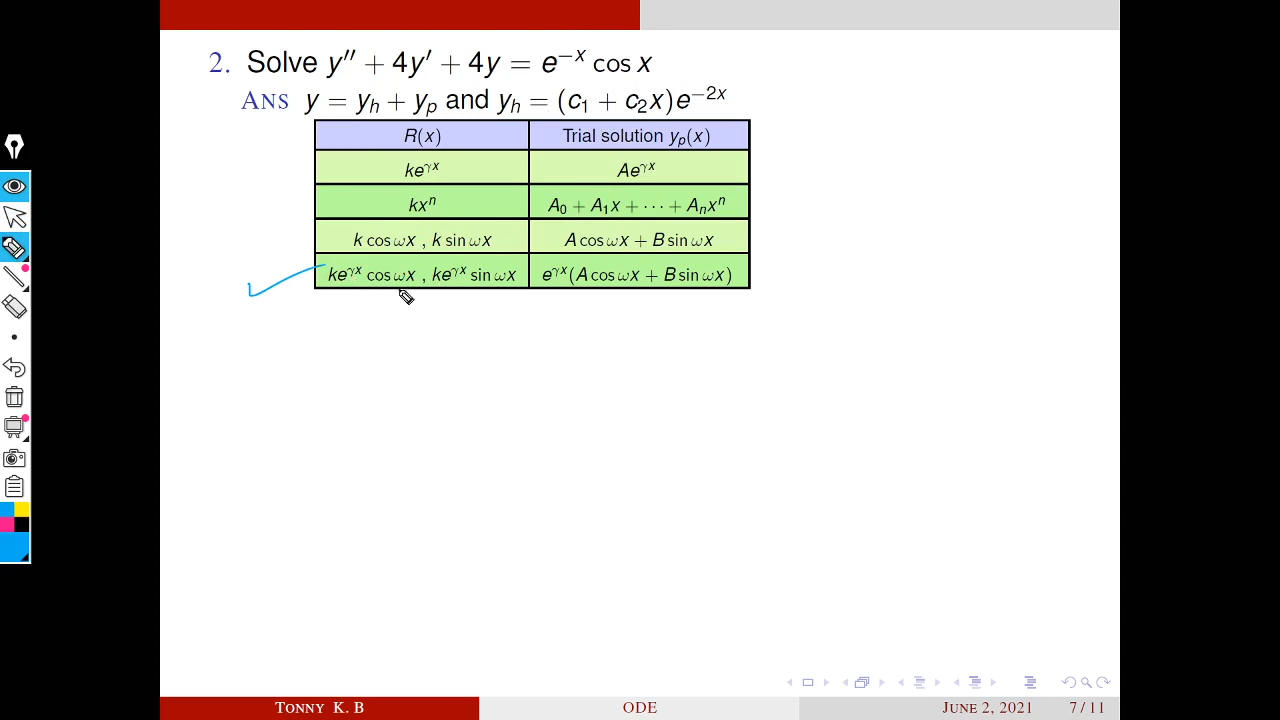 2. Solve y″ + 4y′ + 4y = e^{−x} cos x
ANS y = y_h + y_p and y_h = (c_1 + c_2x)e^{−2x}
R(x) Trial solution y_p(x)
ke^{γx} Ae^{γx}
kx^n A_0 + A_1x + ⋯ + A_nx^n
k cos ωx , k sin ωx A cos ωx + B sin ωx
ke^{γx} cos ωx , ke^{γx} sin ωx e^{γx}(A cos ωx + B sin ωx)
TONNY K. B ODE JUNE 2, 2021 7 / 11